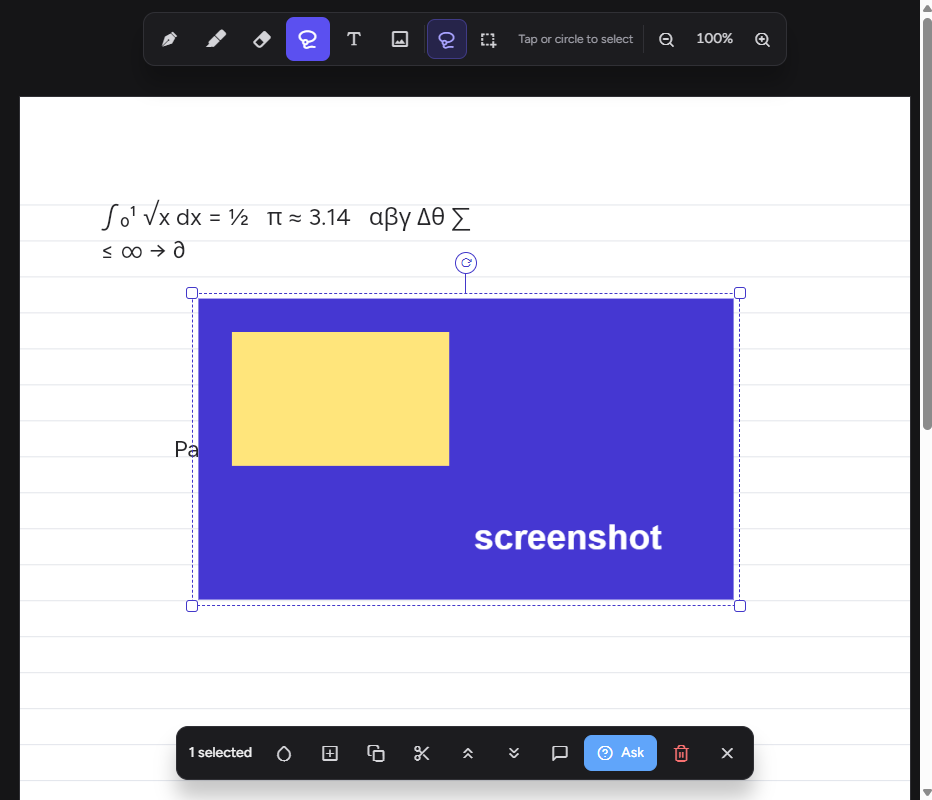 Tap or circle to select
100%
∫₀¹ √x dx = ½ π ≈ 3.14 αβγ Δθ ∑
≤ ∞ → ∂
Pa
screenshot
1 selected
Ask